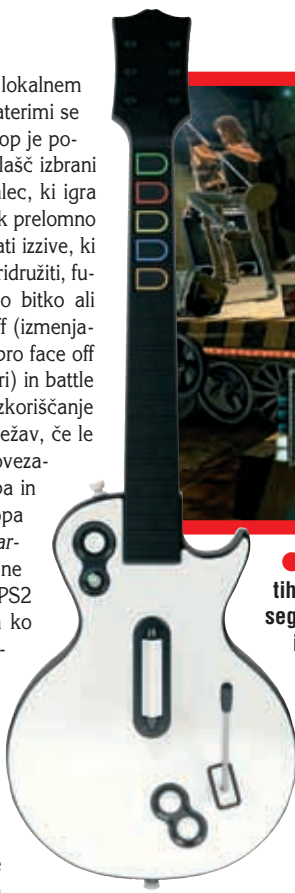 lokalnem
aterimi se
op je po-
lašč izbrani
alec, ki igra
k prelomno
ati izzive, ki
ridružiti, fu-
o bitko ali
ff (izmenja-
pro face off
ri) in battle
zkoriščanje
ežav, če le
oveza-
pa in
opa
ar-
ne
PS2
ko
-
e
tih
seg
i